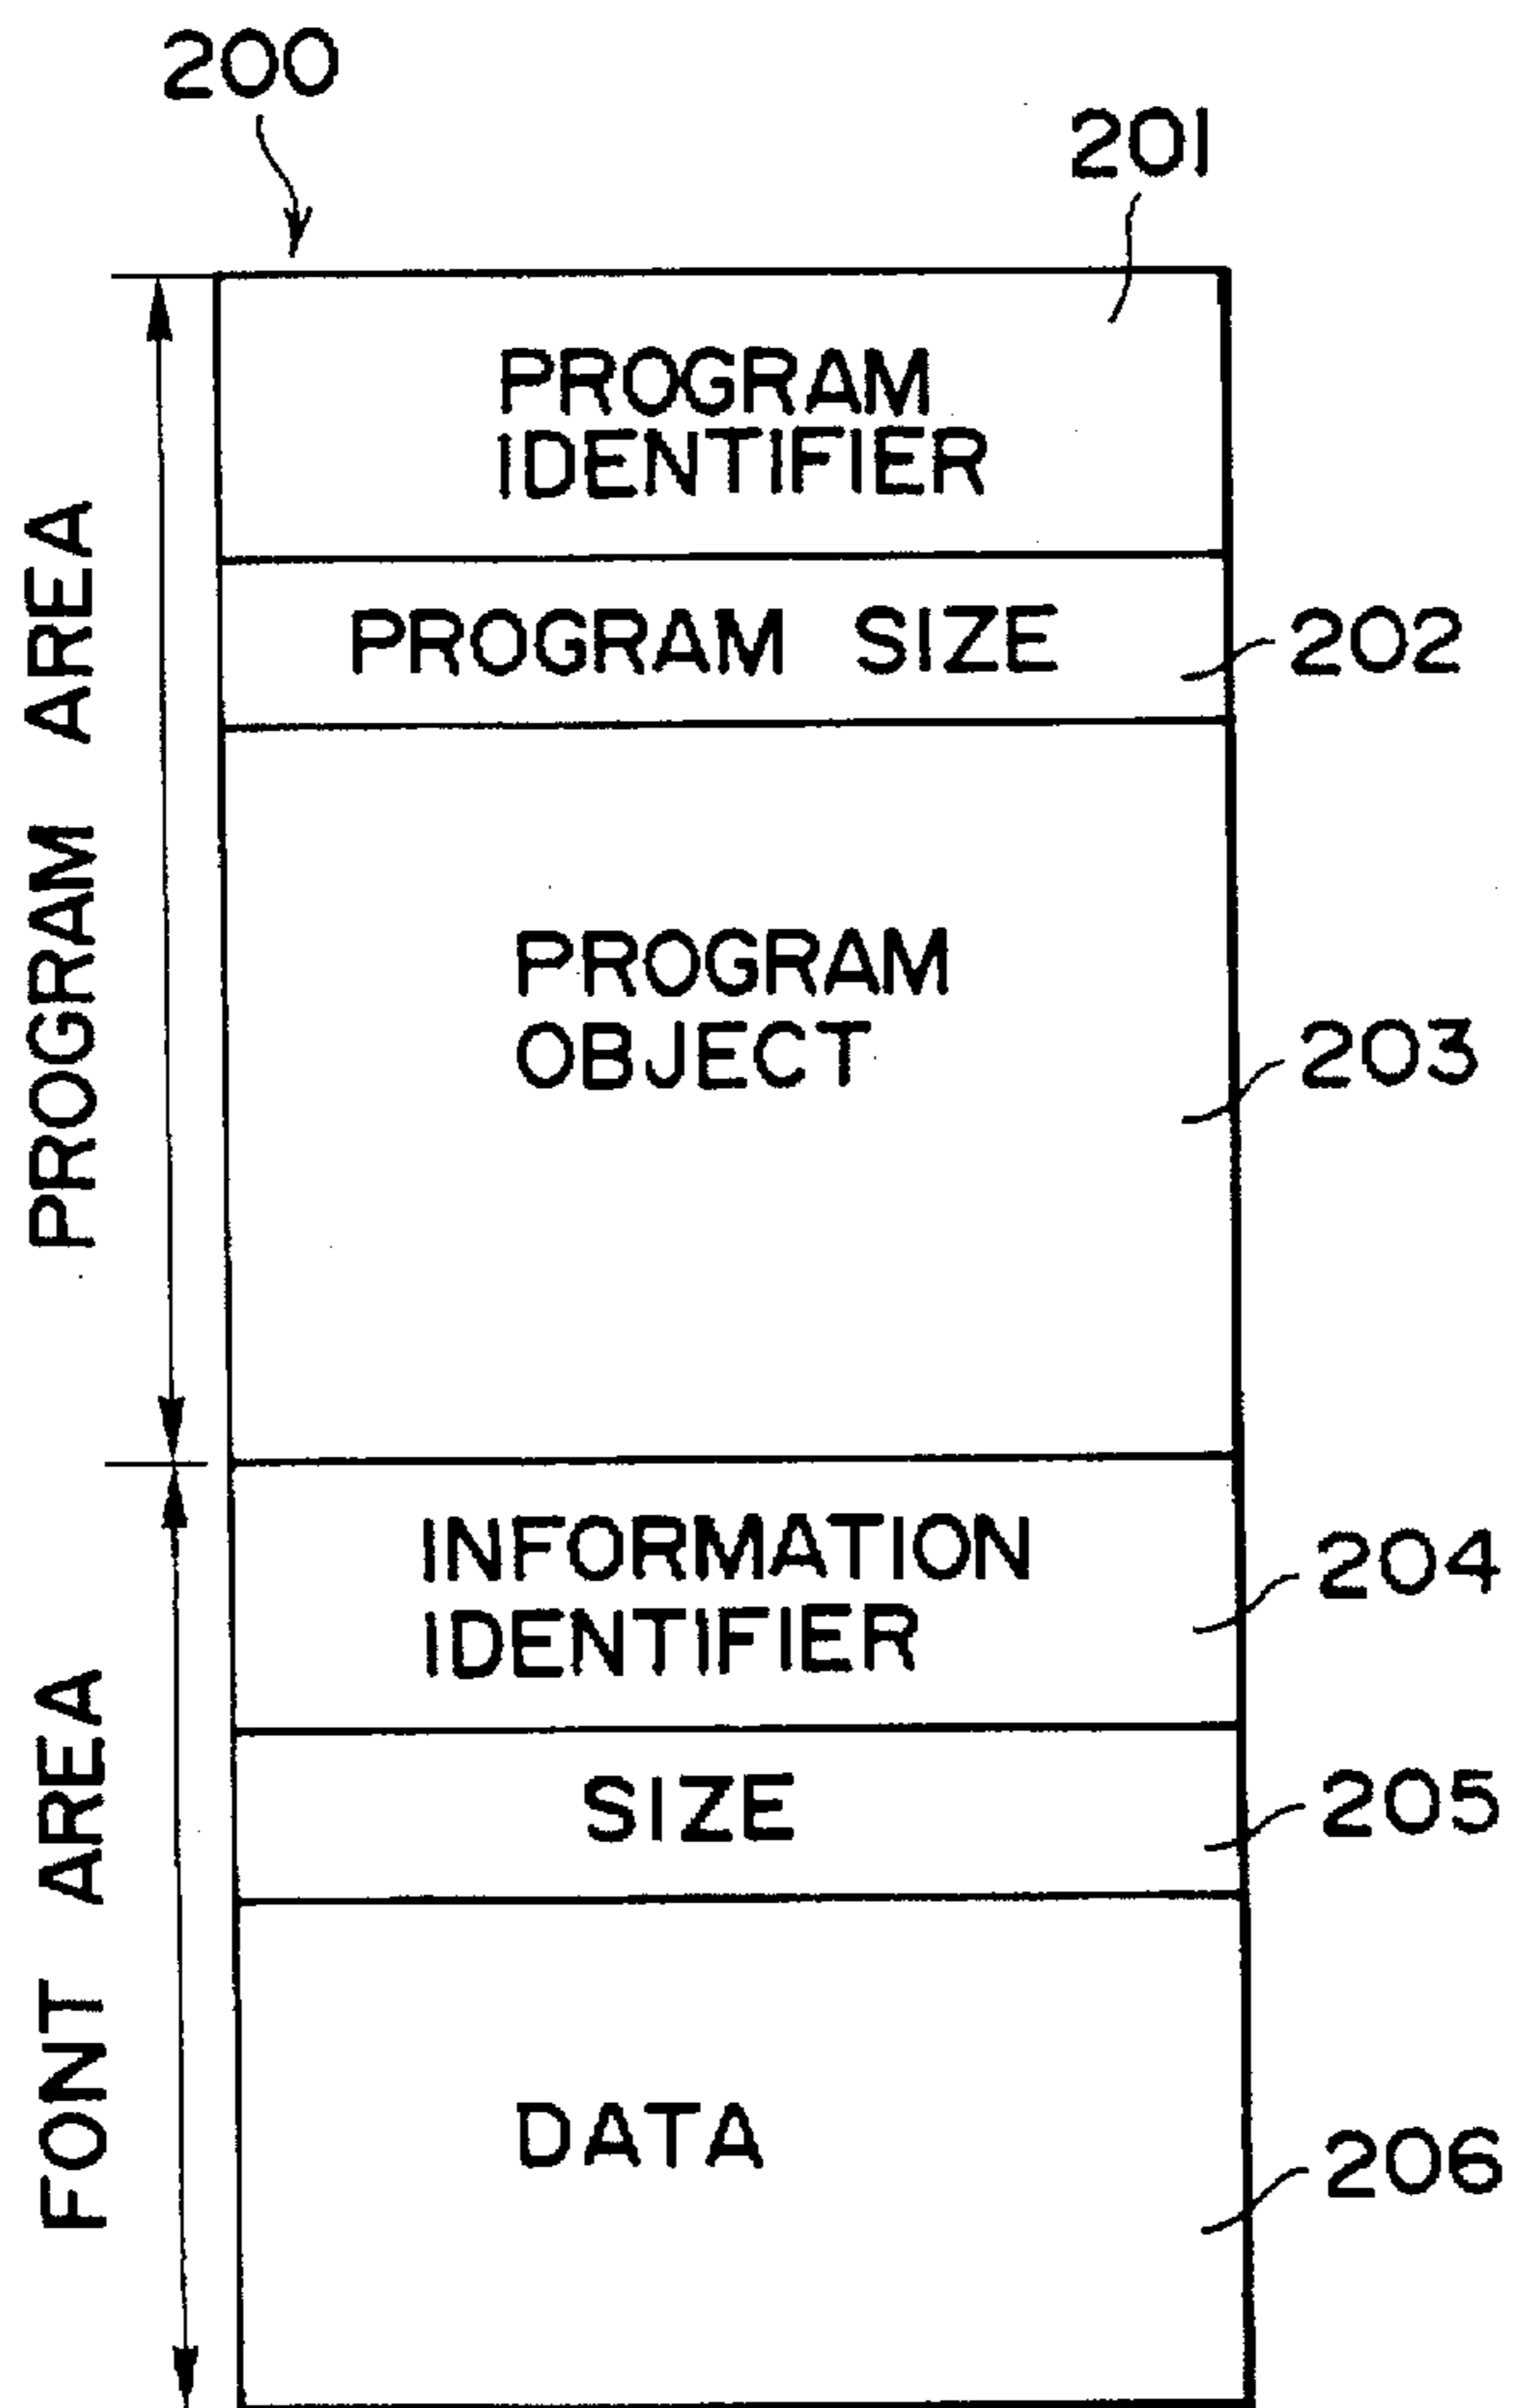 200
201
PROGRAM
IDENTIFIER
PROGRAM SIZE
202
PROGRAM AREA
PROGRAM
OBJECT
203
INFORMATION
IDENTIFIER
204
SIZE
205
FONT AREA
DATA
206